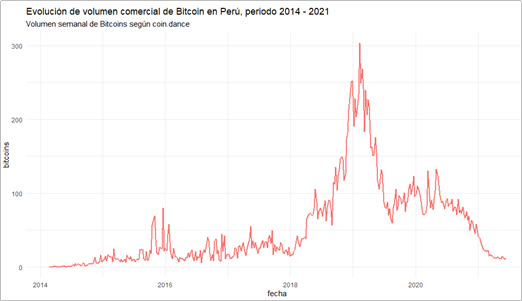 Evolución de volumen comercial de Bitcoin en Perú, periodo 2014 - 2021
Volumen semanal de Bitcoins según coin.dance
300
200
100
0
bitcoins
2014
2016
2018
2020
fecha